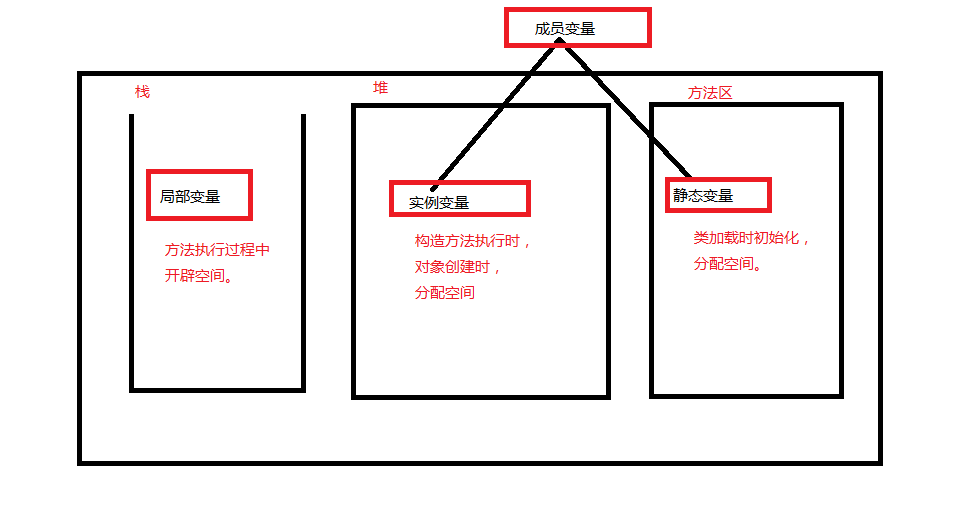 成员变量
栈
堆
方法区
局部变量
方法执行过程中
开辟空间。
实例变量
构造方法执行时，
对象创建时，
分配空间
静态变量
类加载时初始化，
分配空间。